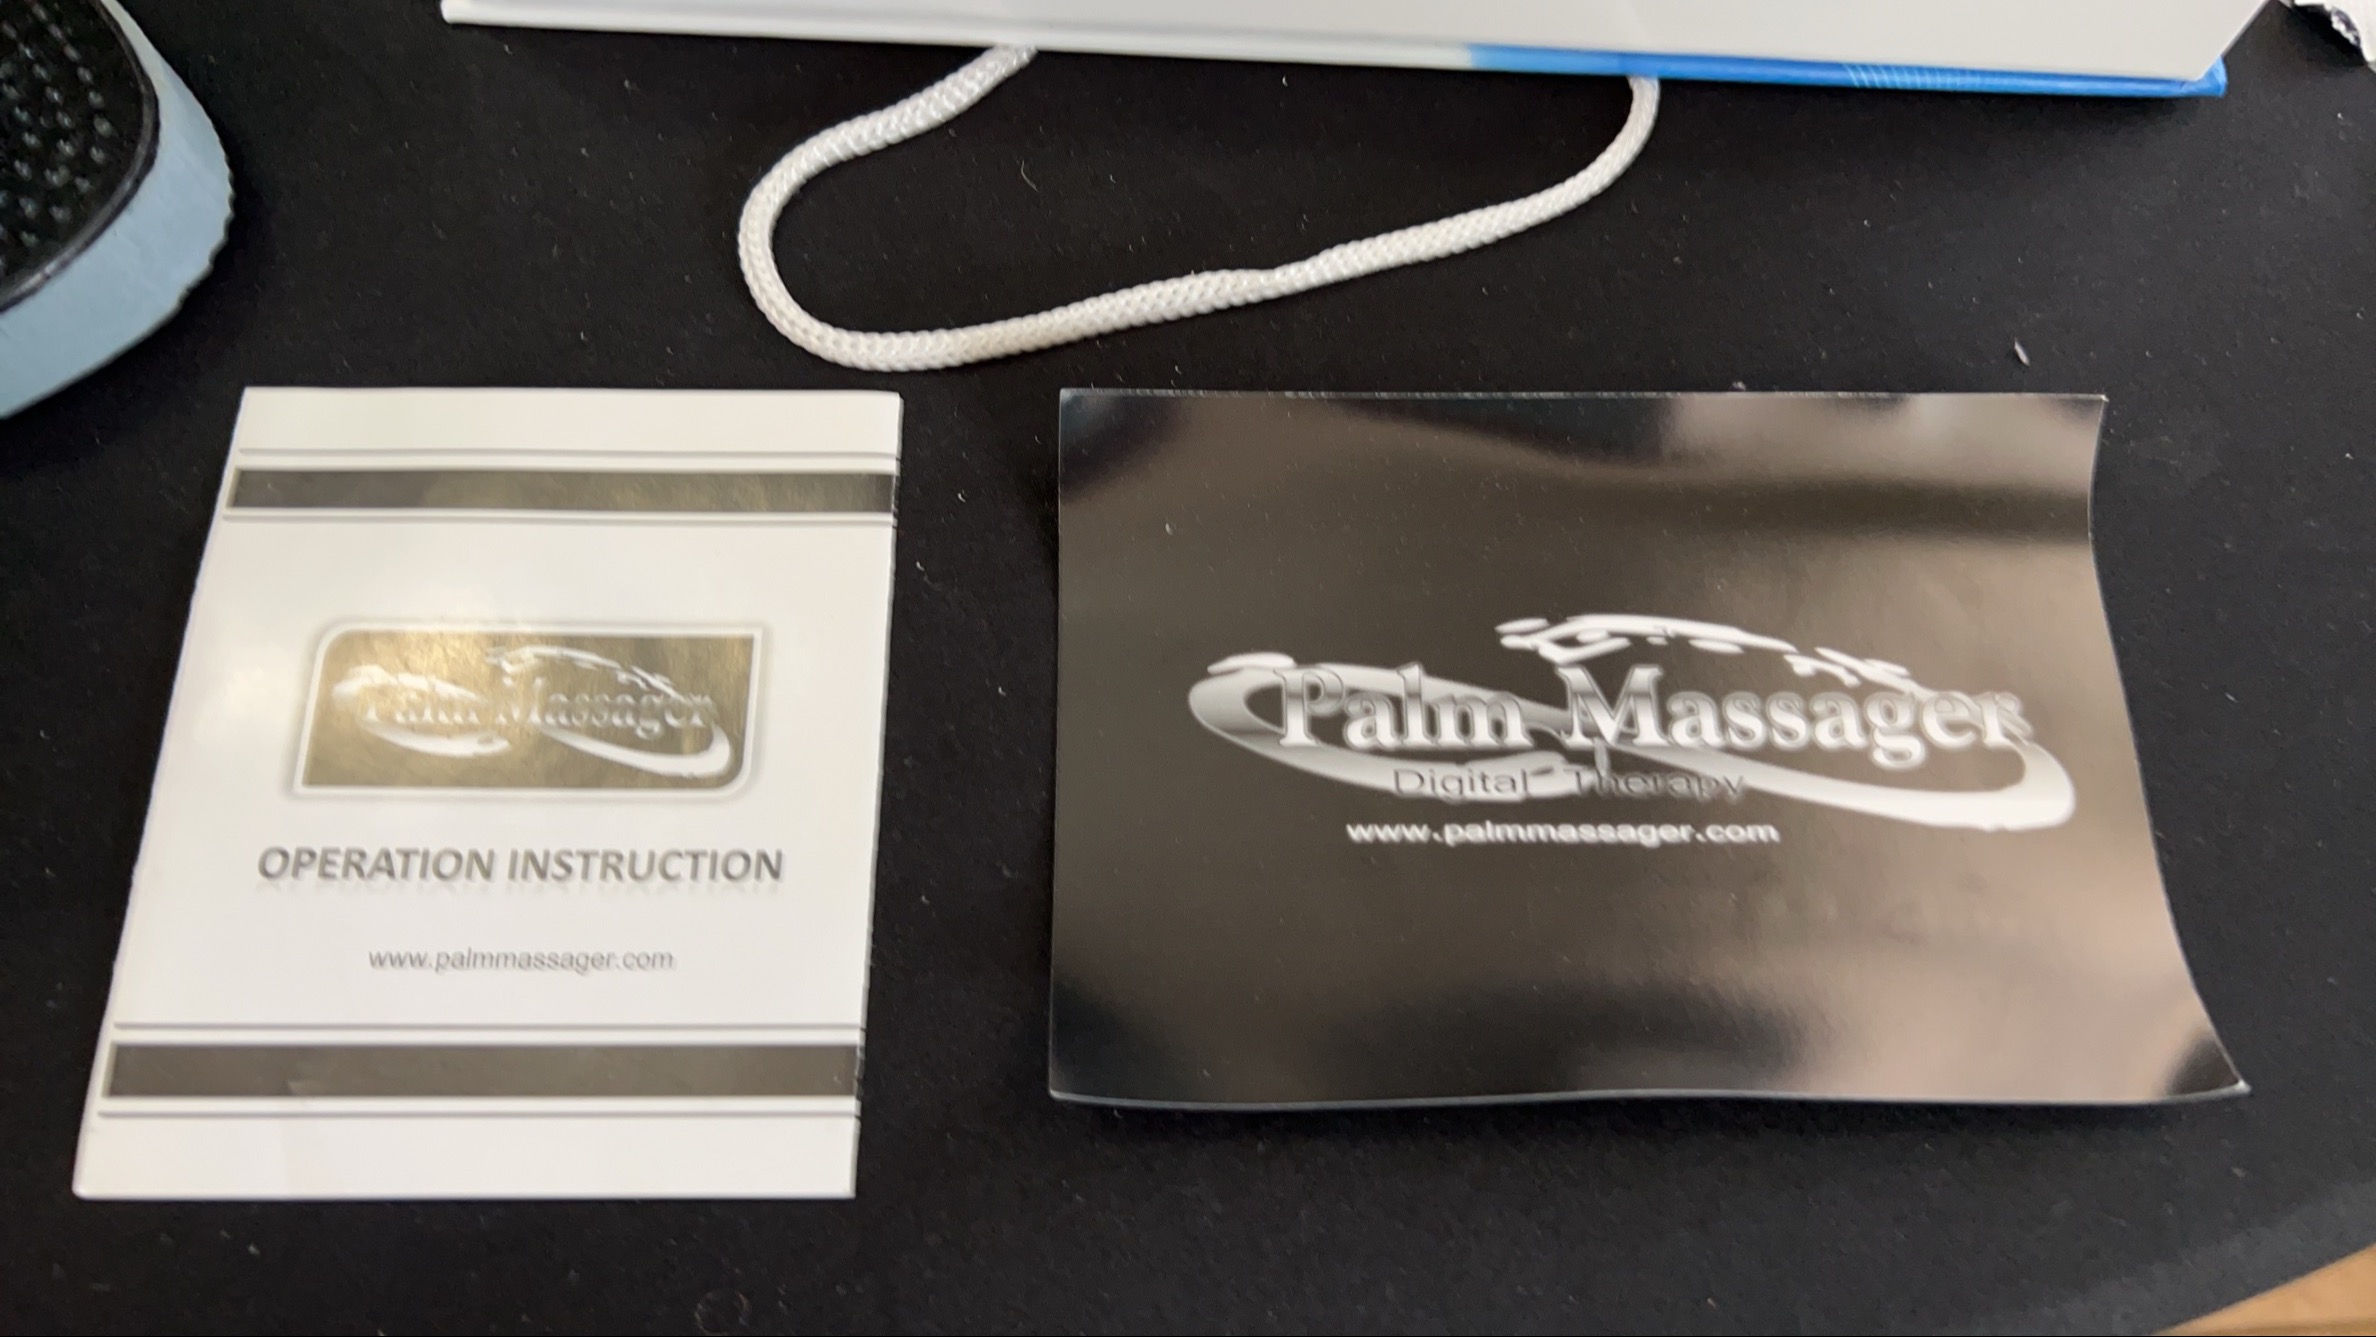 Palm Massager
OPERATION INSTRUCTION
www.palmmassager.com
Palm Massager
Digital Therapy
www.palmmassager.com